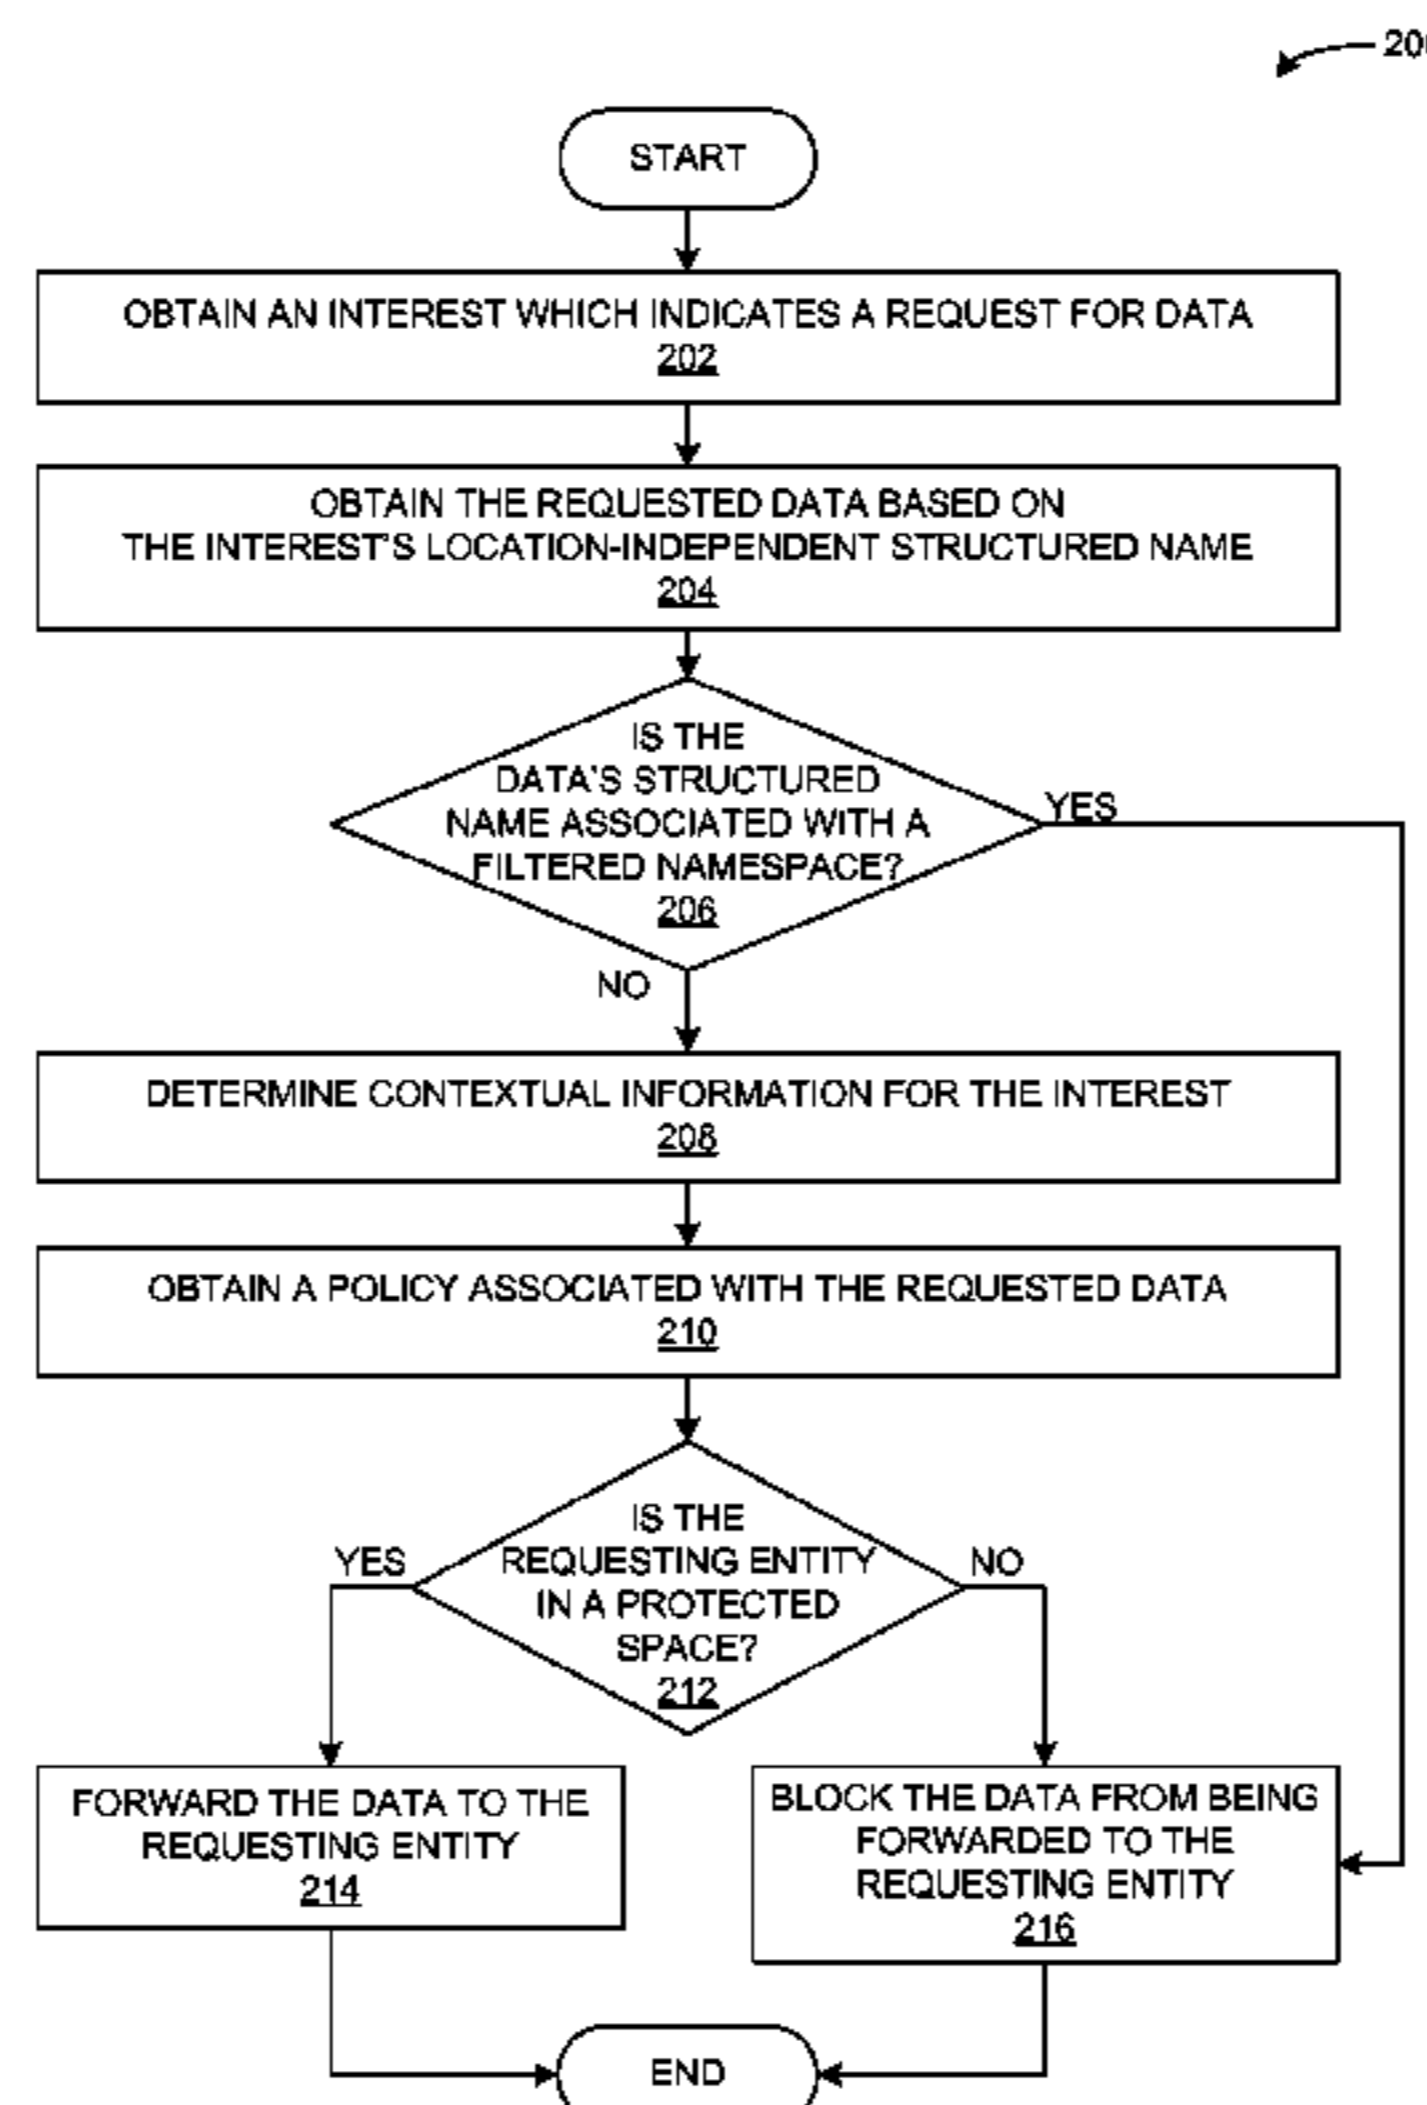 START
OBTAIN AN INTEREST WHICH INDICATES A REQUEST FOR DATA
202
OBTAIN THE REQUESTED DATA BASED ON
THE INTEREST'S LOCATION-INDEPENDENT STRUCTURED NAME
204
IS THE
DATA'S STRUCTURED
NAME ASSOCIATED WITH A
FILTERED NAMESPACE?
206
YES
NO
DETERMINE CONTEXTUAL INFORMATION FOR THE INTEREST
208
OBTAIN A POLICY ASSOCIATED WITH THE REQUESTED DATA
210
IS THE
REQUESTING ENTITY
IN A PROTECTED
SPACE?
212
YES
NO
FORWARD THE DATA TO THE
REQUESTING ENTITY
214
BLOCK THE DATA FROM BEING
FORWARDED TO THE
REQUESTING ENTITY
216
END